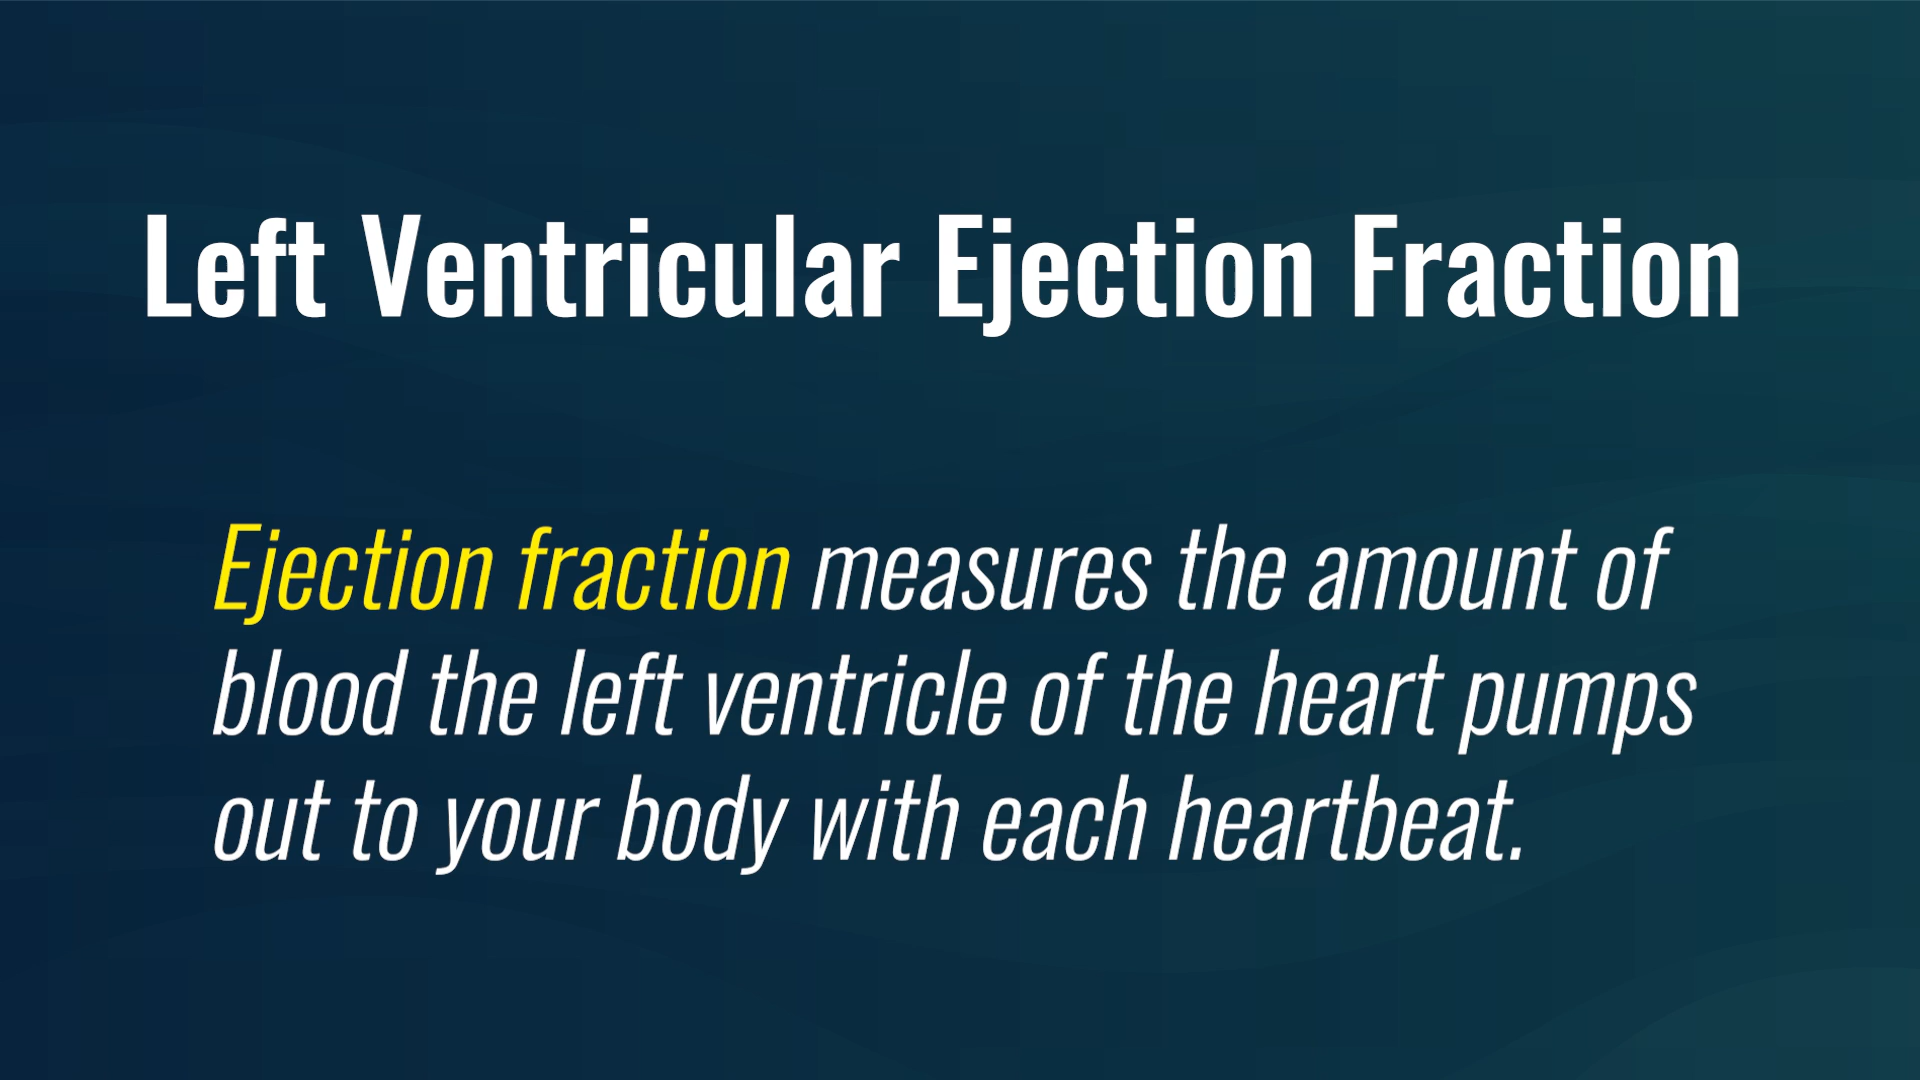 Left Ventricular Ejection Fraction
Ejection fraction measures the amount of
blood the left ventricle of the heart pumps
out to your body with each heartbeat.